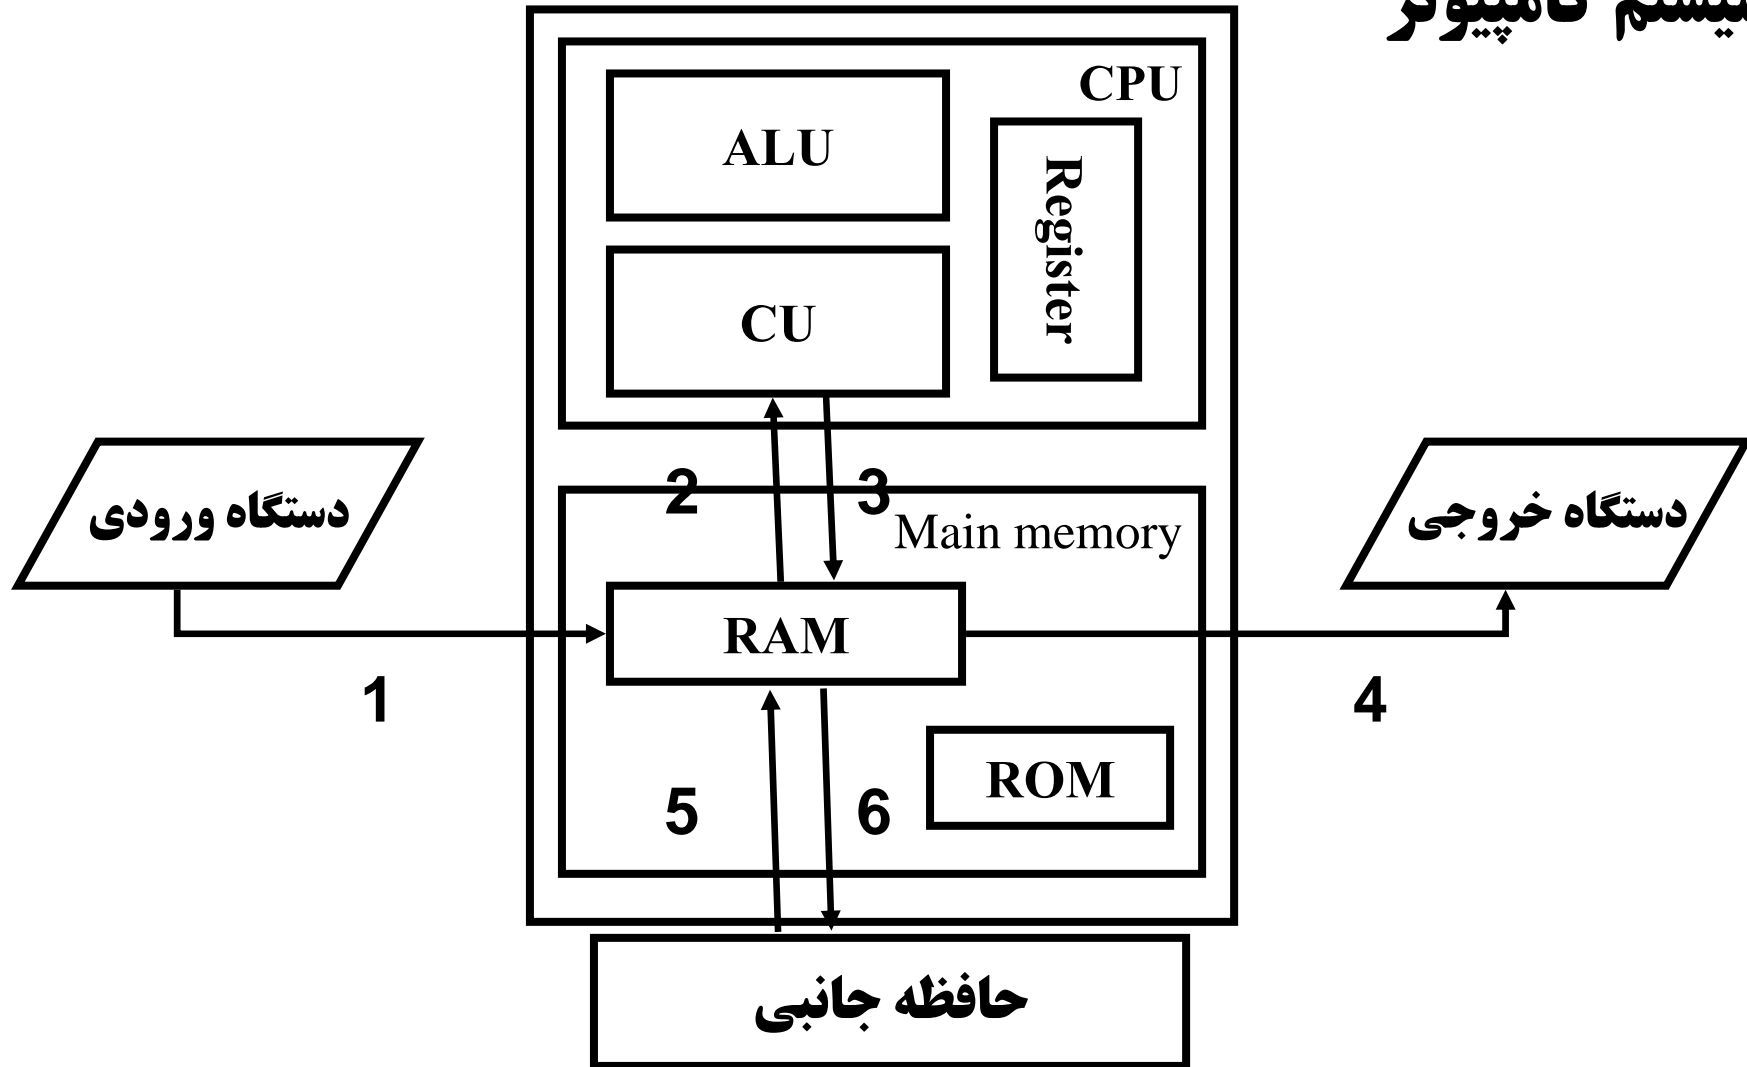 کامپیوتر
CPU
ALU
Register
CU
2
3
دستگاه ورودی
Main memory
دستگاه خروجی
RAM
1
4
ROM
5
6
حافظه جانبی